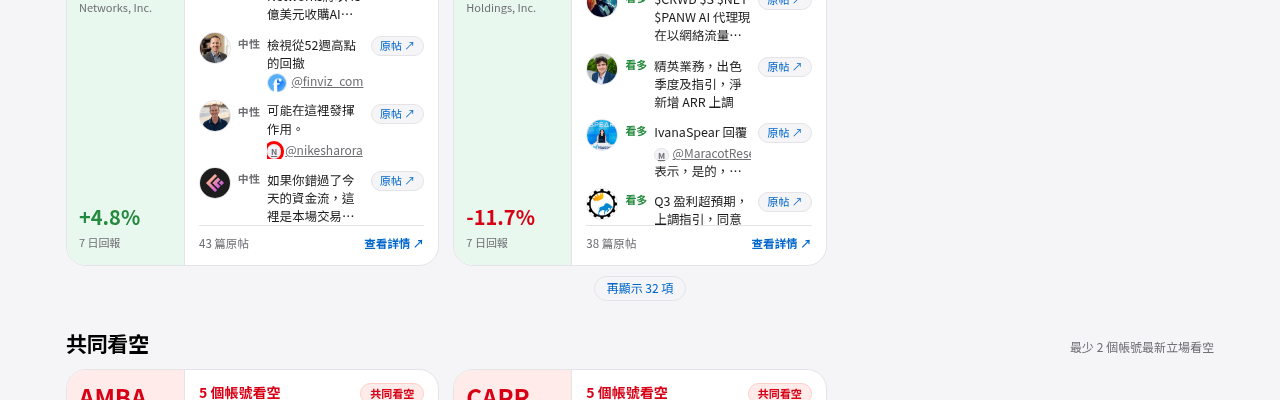 Networks, Inc.
億美元收購AI⋯
中性
檢視從52週高點
的回撤
@finviz_com
原帖 ↗
中性
可能在這裡發揮
作用。
N @nikesharora
原帖 ↗
中性
如果你錯過了今
天的資金流，這
裡是本場交易⋯
原帖 ↗
+4.8%
7 日回報
43 篇原帖
查看詳情 ↗
Holdings, Inc.
$PANW AI 代理現
在以網絡流量⋯
看多
精英業務，出色
季度及指引，淨
新增 ARR 上調
原帖 ↗
看多
IvanaSpear 回覆
M @MaracotRese
表示，是的，⋯
原帖 ↗
看多
Q3 盈利超預期，
上調指引，同意
原帖 ↗
-11.7%
7 日回報
38 篇原帖
查看詳情 ↗
再顯示 32 項
共同看空
最少 2 個帳號最新立場看空
AMBA
5 個帳號看空
共同看空
CARR
5 個帳號看空
共同看空